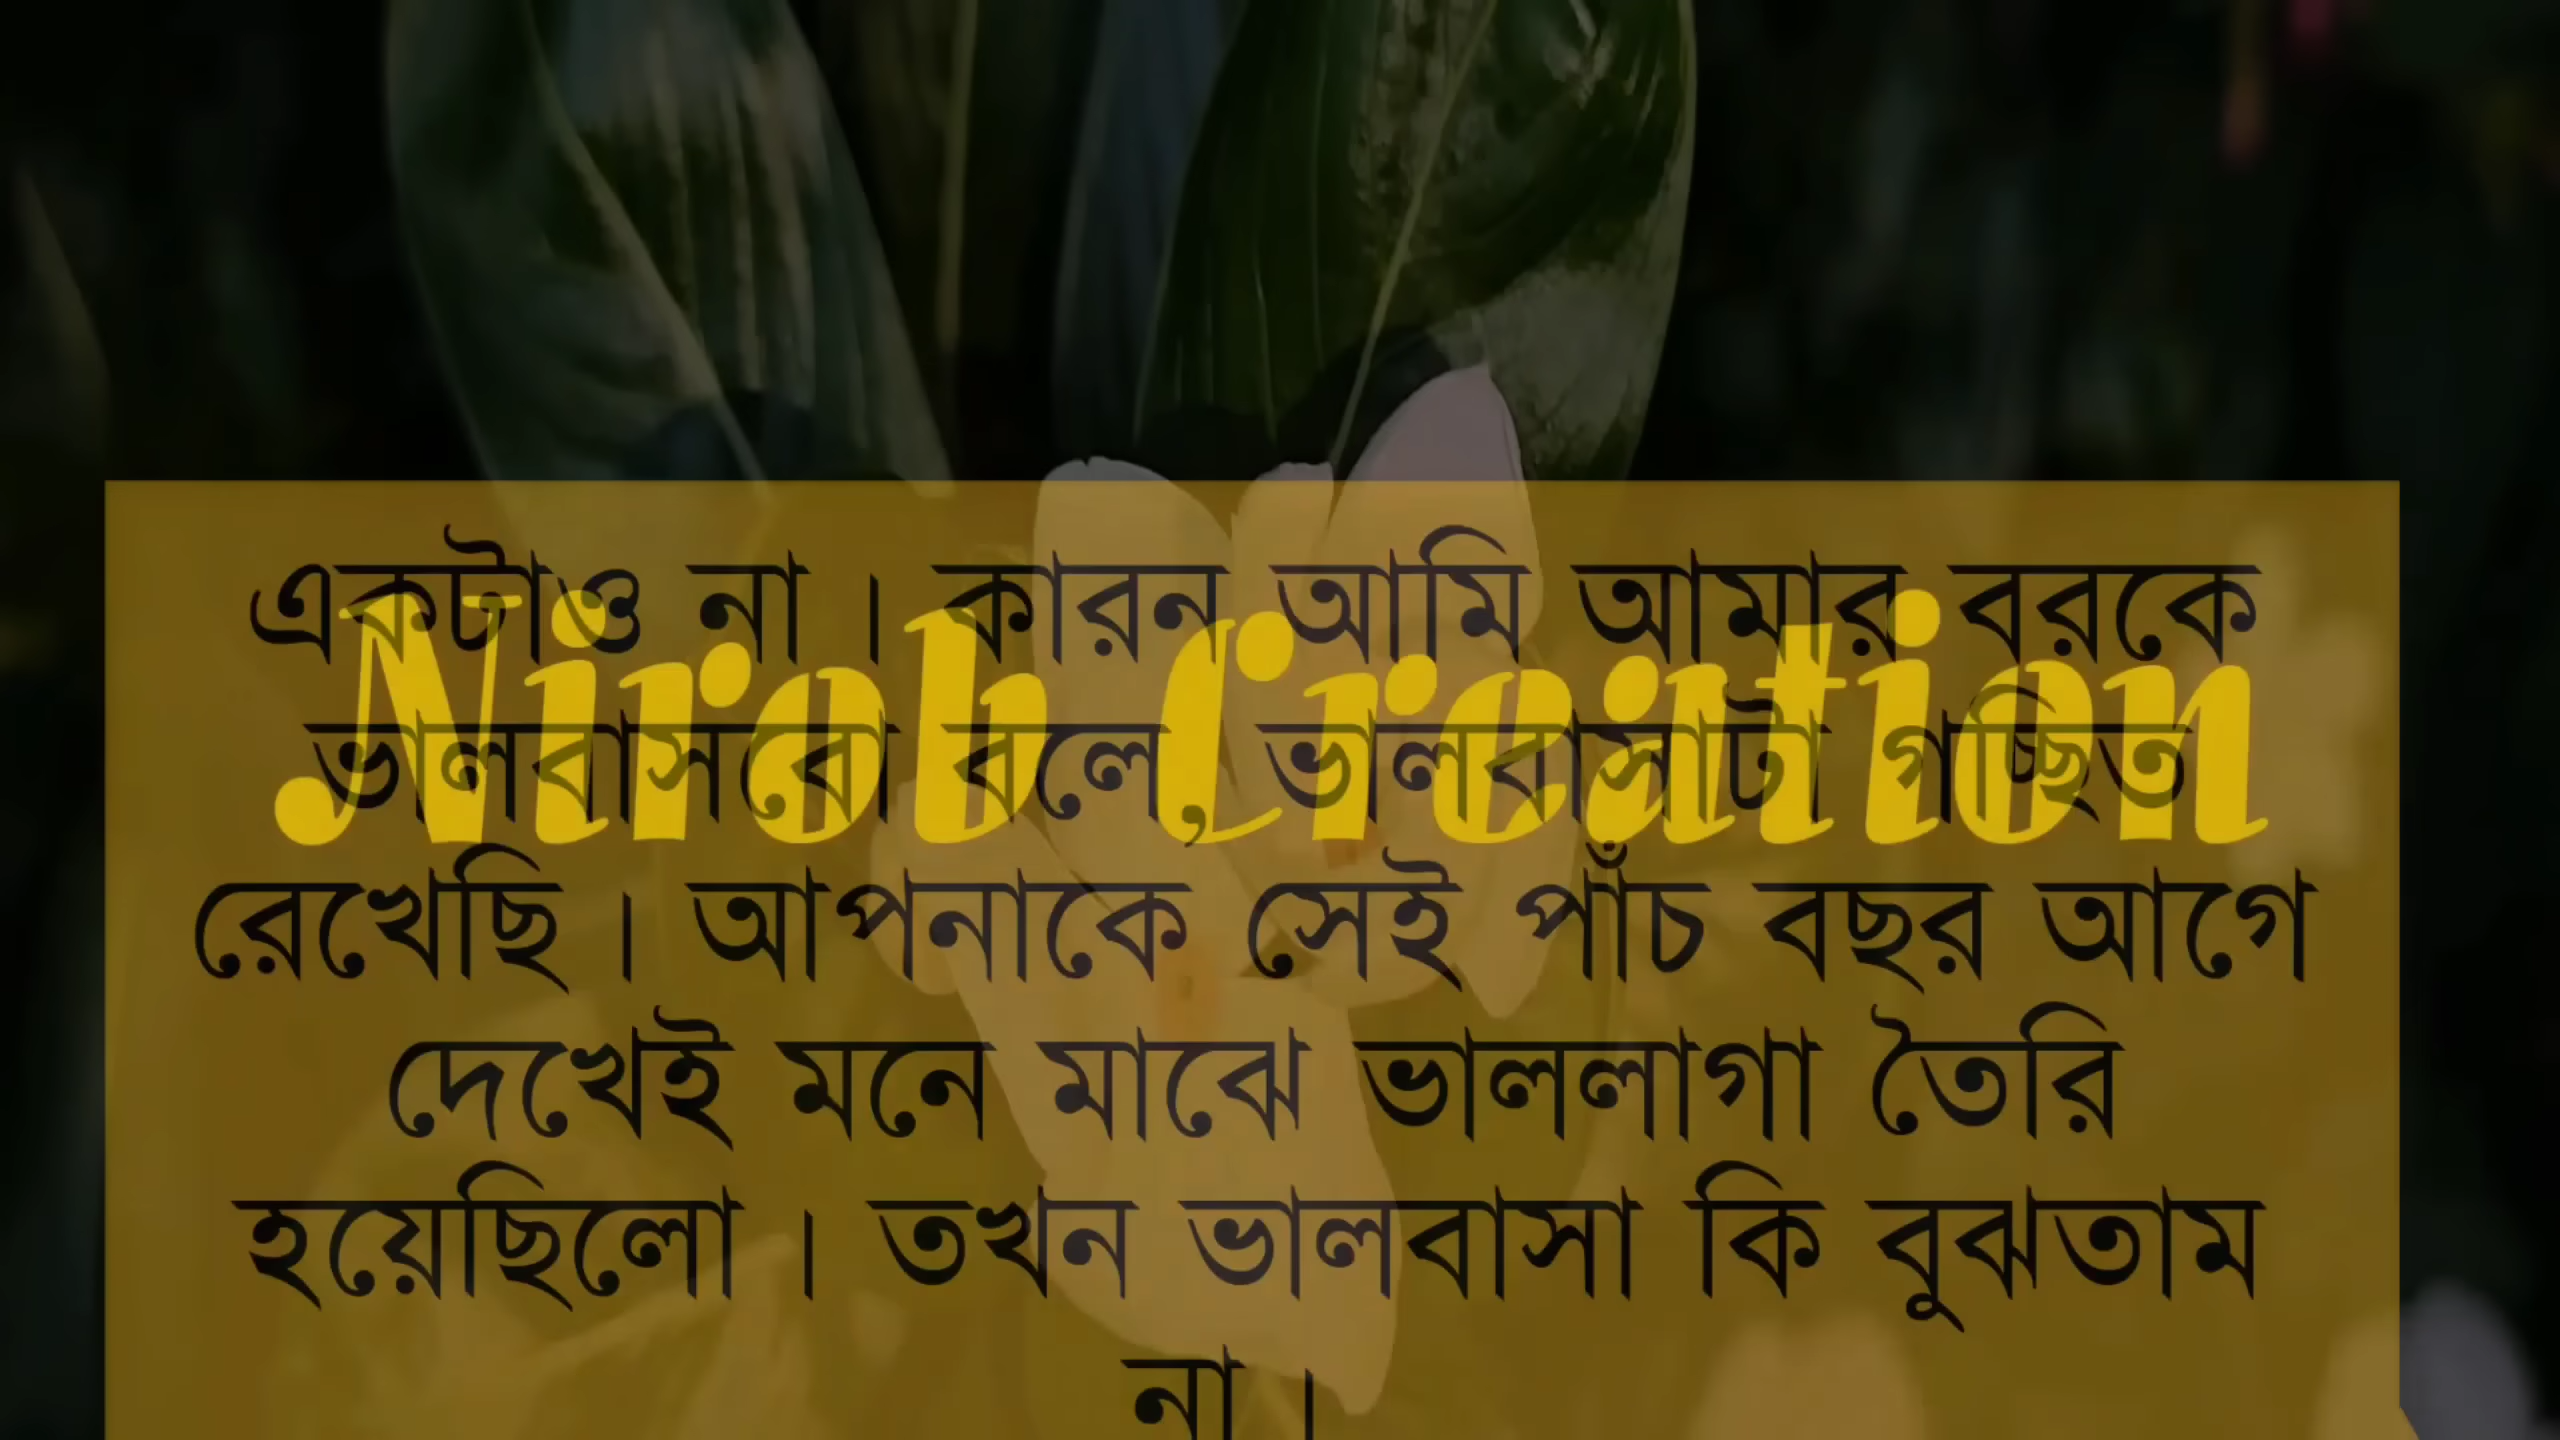 একটাও না । কারন আমি আমার বরকে
Nirob Creation
ভালবাসবো বলে, ভালবাসাটা গচ্ছিত
রেখেছি । আপনাকে সেই পাঁচ বছর আগে
দেখেই মনে মাঝে ভাললাগা তৈরি
হয়েছিলো । তখন ভালবাসা কি বুঝতাম
না ।